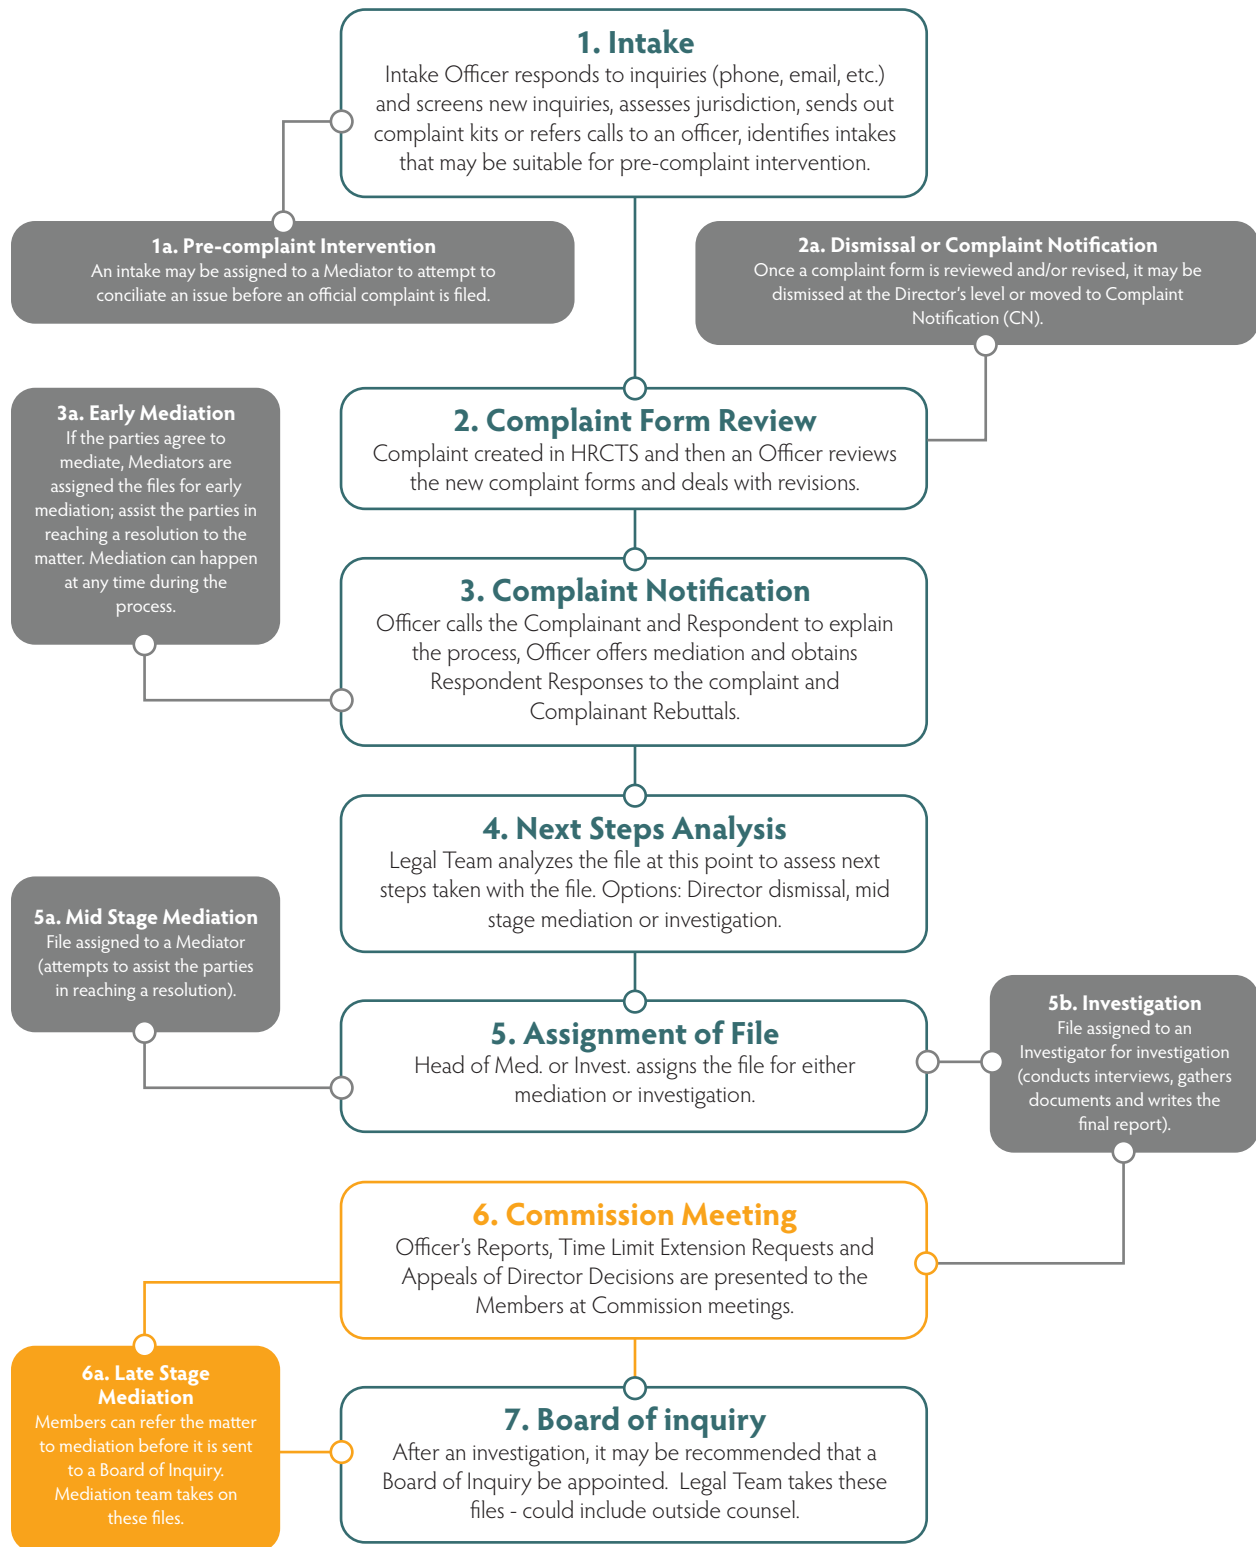 1. Intake
Intake Officer responds to inquiries (phone, email, etc.)
and screens new inquiries, assesses jurisdiction, sends out
complaint kits or refers calls to an officer, identifies intakes
that may be suitable for pre-complaint intervention.
1a. Pre-complaint Intervention
An intake may be assigned to a Mediator to attempt to
conciliate an issue before an official complaint is filed.
2a. Dismissal or Complaint Notification
Once a complaint form is reviewed and/or revised, it may be
dismissed at the Director's level or moved to Complaint
Notification (CN).
2. Complaint Form Review
Complaint created in HRCTS and then an Officer reviews
the new complaint forms and deals with revisions.
3a. Early Mediation
If the parties agree to
mediate, Mediators are
assigned the files for early
mediation; assist the parties in
reaching a resolution to the
matter. Mediation can happen
at any time during the
process.
3. Complaint Notification
Officer calls the Complainant and Respondent to explain
the process, Officer offers mediation and obtains
Respondent Responses to the complaint and
Complainant Rebuttals.
4. Next Steps Analysis
Legal Team analyzes the file at this point to assess next
steps taken with the file. Options: Director dismissal, mid
stage mediation or investigation.
5a. Mid Stage Mediation
File assigned to a Mediator
(attempts to assist the parties
in reaching a resolution).
5. Assignment of File
Head of Med. or Invest. assigns the file for either
mediation or investigation.
5b. Investigation
File assigned to an
Investigator for investigation
(conducts interviews, gathers
documents and writes the
final report).
6. Commission Meeting
Officer's Reports, Time Limit Extension Requests and
Appeals of Director Decisions are presented to the
Members at Commission meetings.
6a. Late Stage
Mediation
Members can refer the matter
to mediation before it is sent
to a Board of Inquiry.
Mediation team takes on
these files.
7. Board of inquiry
After an investigation, it may be recommended that a
Board of Inquiry be appointed.  Legal Team takes these
files - could include outside counsel.